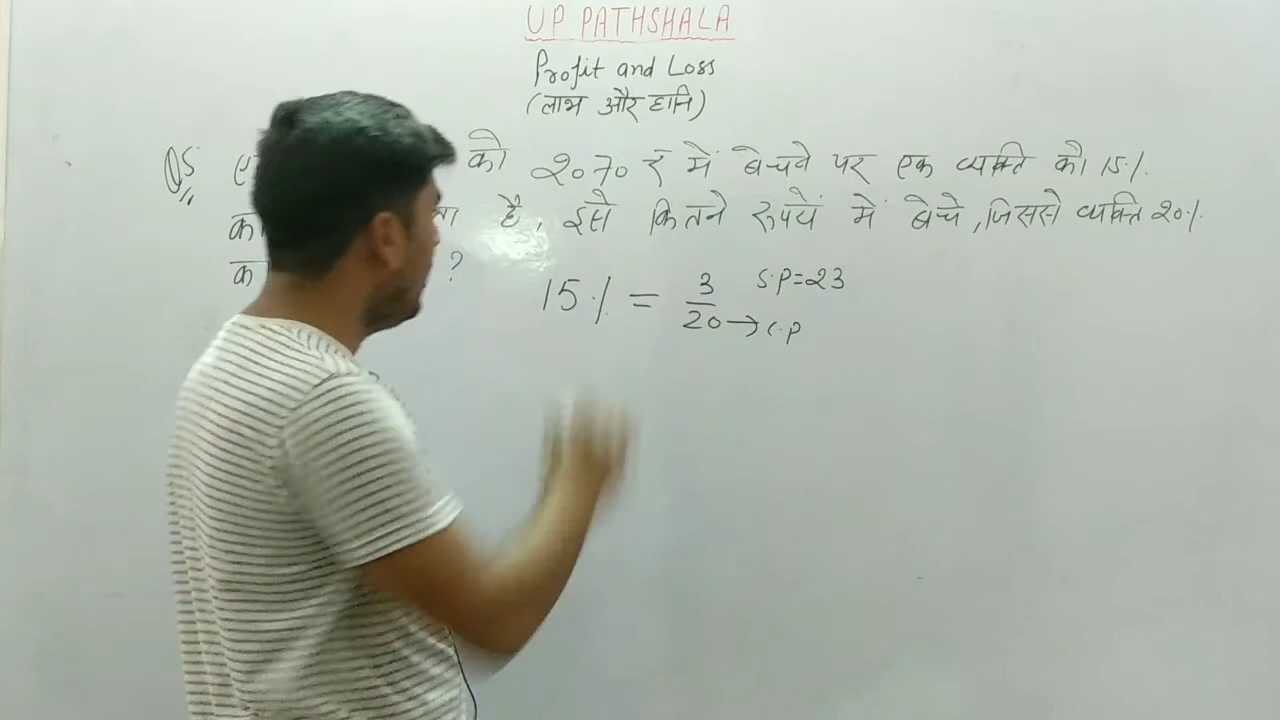 UP PATHSHALA
Profit and Loss
(लाभ और हानि)
Q5 को 2070 ₹ में बेचने पर एक व्यक्ति को 15%
है, इसे कितने रूपयें में बेचे, जिससे व्यक्ति 20%
?
15% = 3/20 → C.P S.P=23